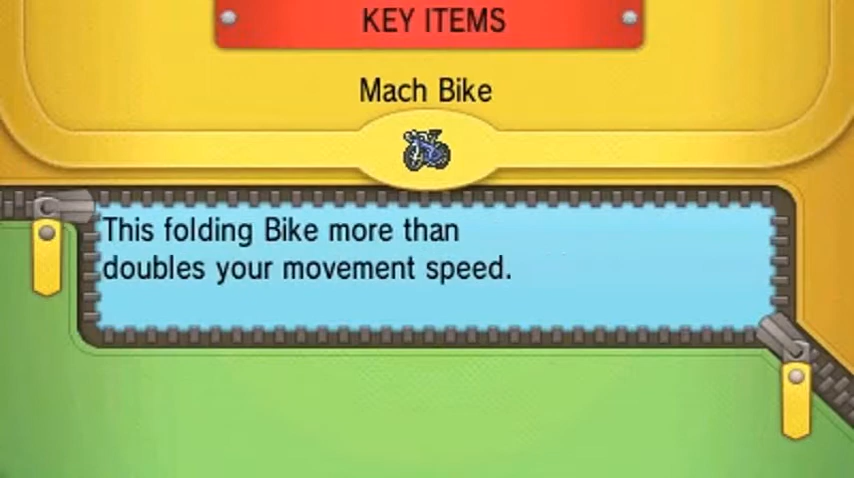 KEY ITEMS
Mach Bike
This folding Bike more than
doubles your movement speed.